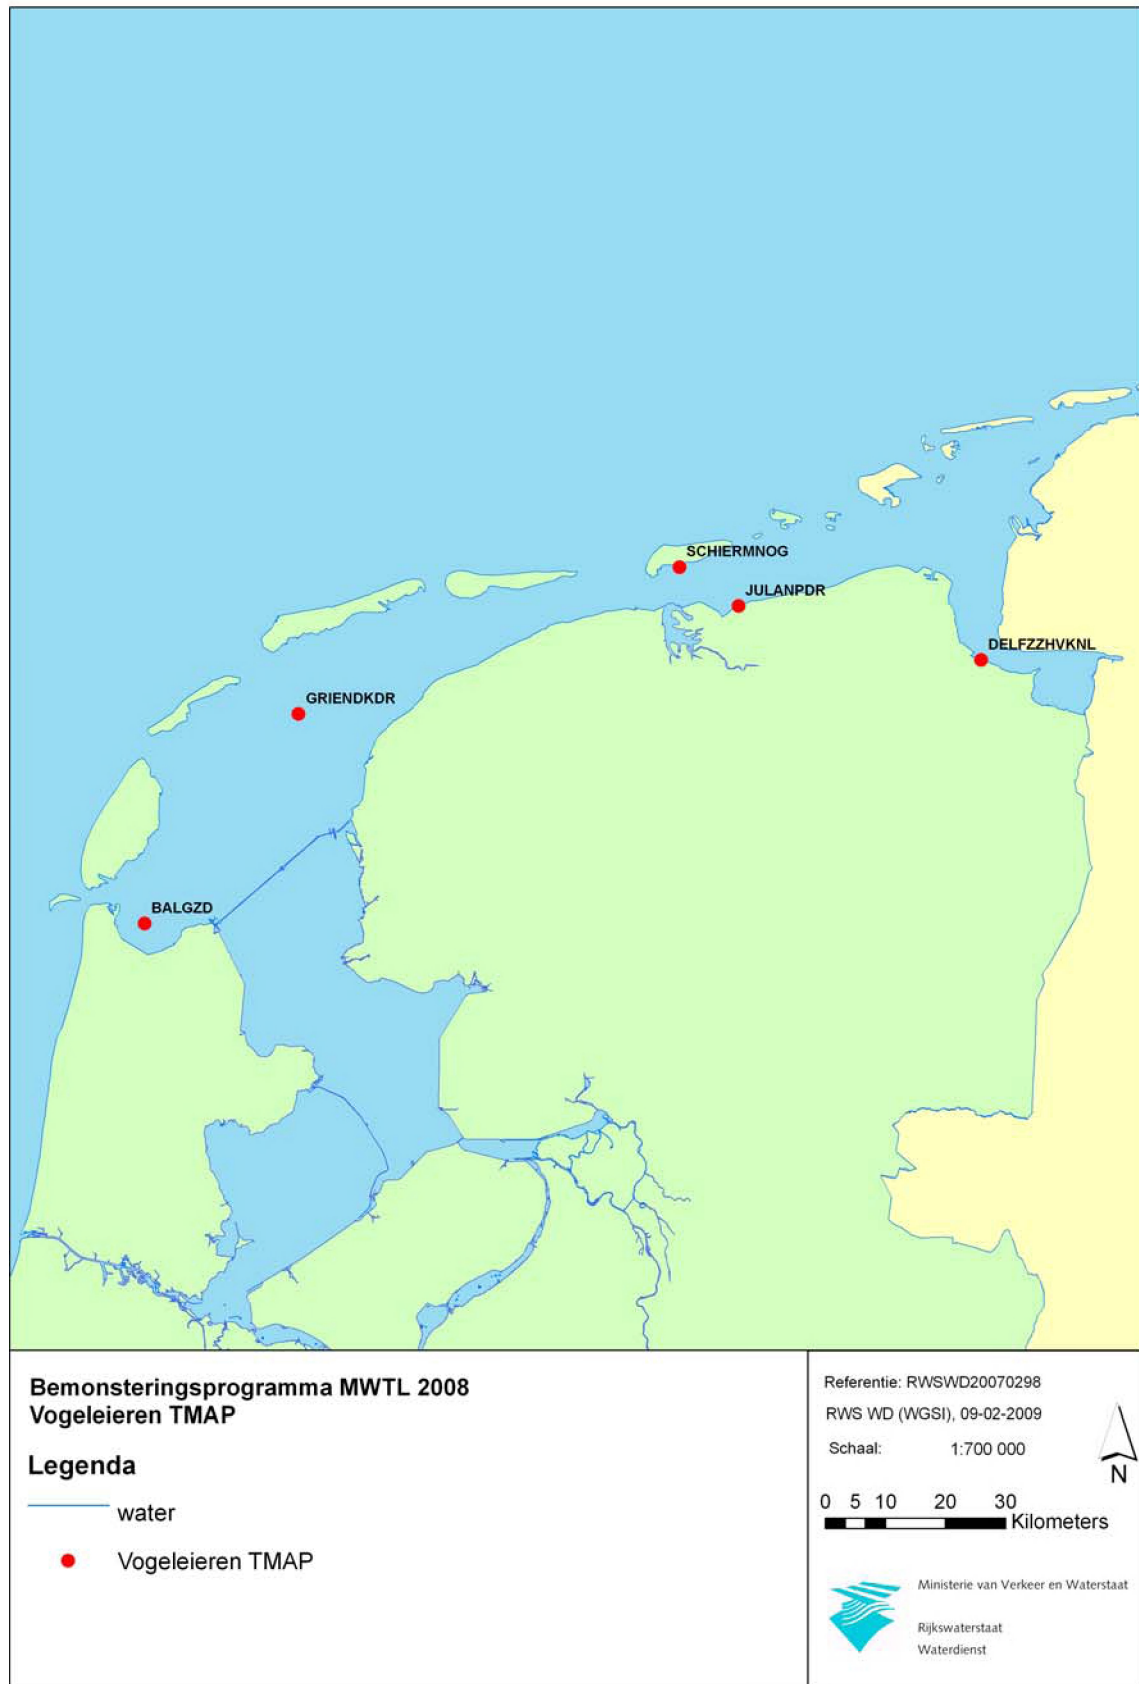 SCHIERMNOG
JULANPDR
DELFZZHVKNL
GRIENDKDR
BALGZD
Bemonsteringsprogramma MWTL 2008
Vogeleieren TMAP
Legenda
water
Vogeleieren TMAP
Referentie: RWSWD20070298
RWS WD (WGSI), 09-02-2009
Schaal: 1:700 000
N
0 5 10 20 30
Kilometers
Ministerie van Verkeer en Waterstaat
Rijkswaterstaat
Waterdienst